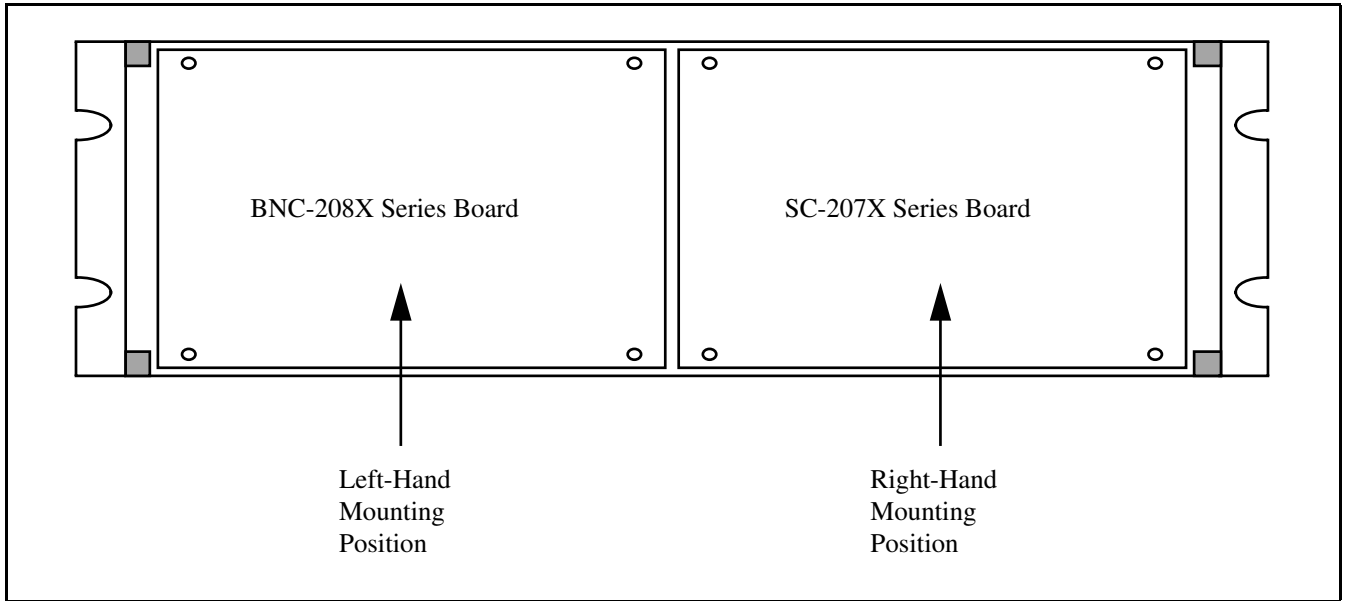 BNC-208X Series Board
SC-207X Series Board
Left-Hand
Mounting
Position
Right-Hand
Mounting
Position